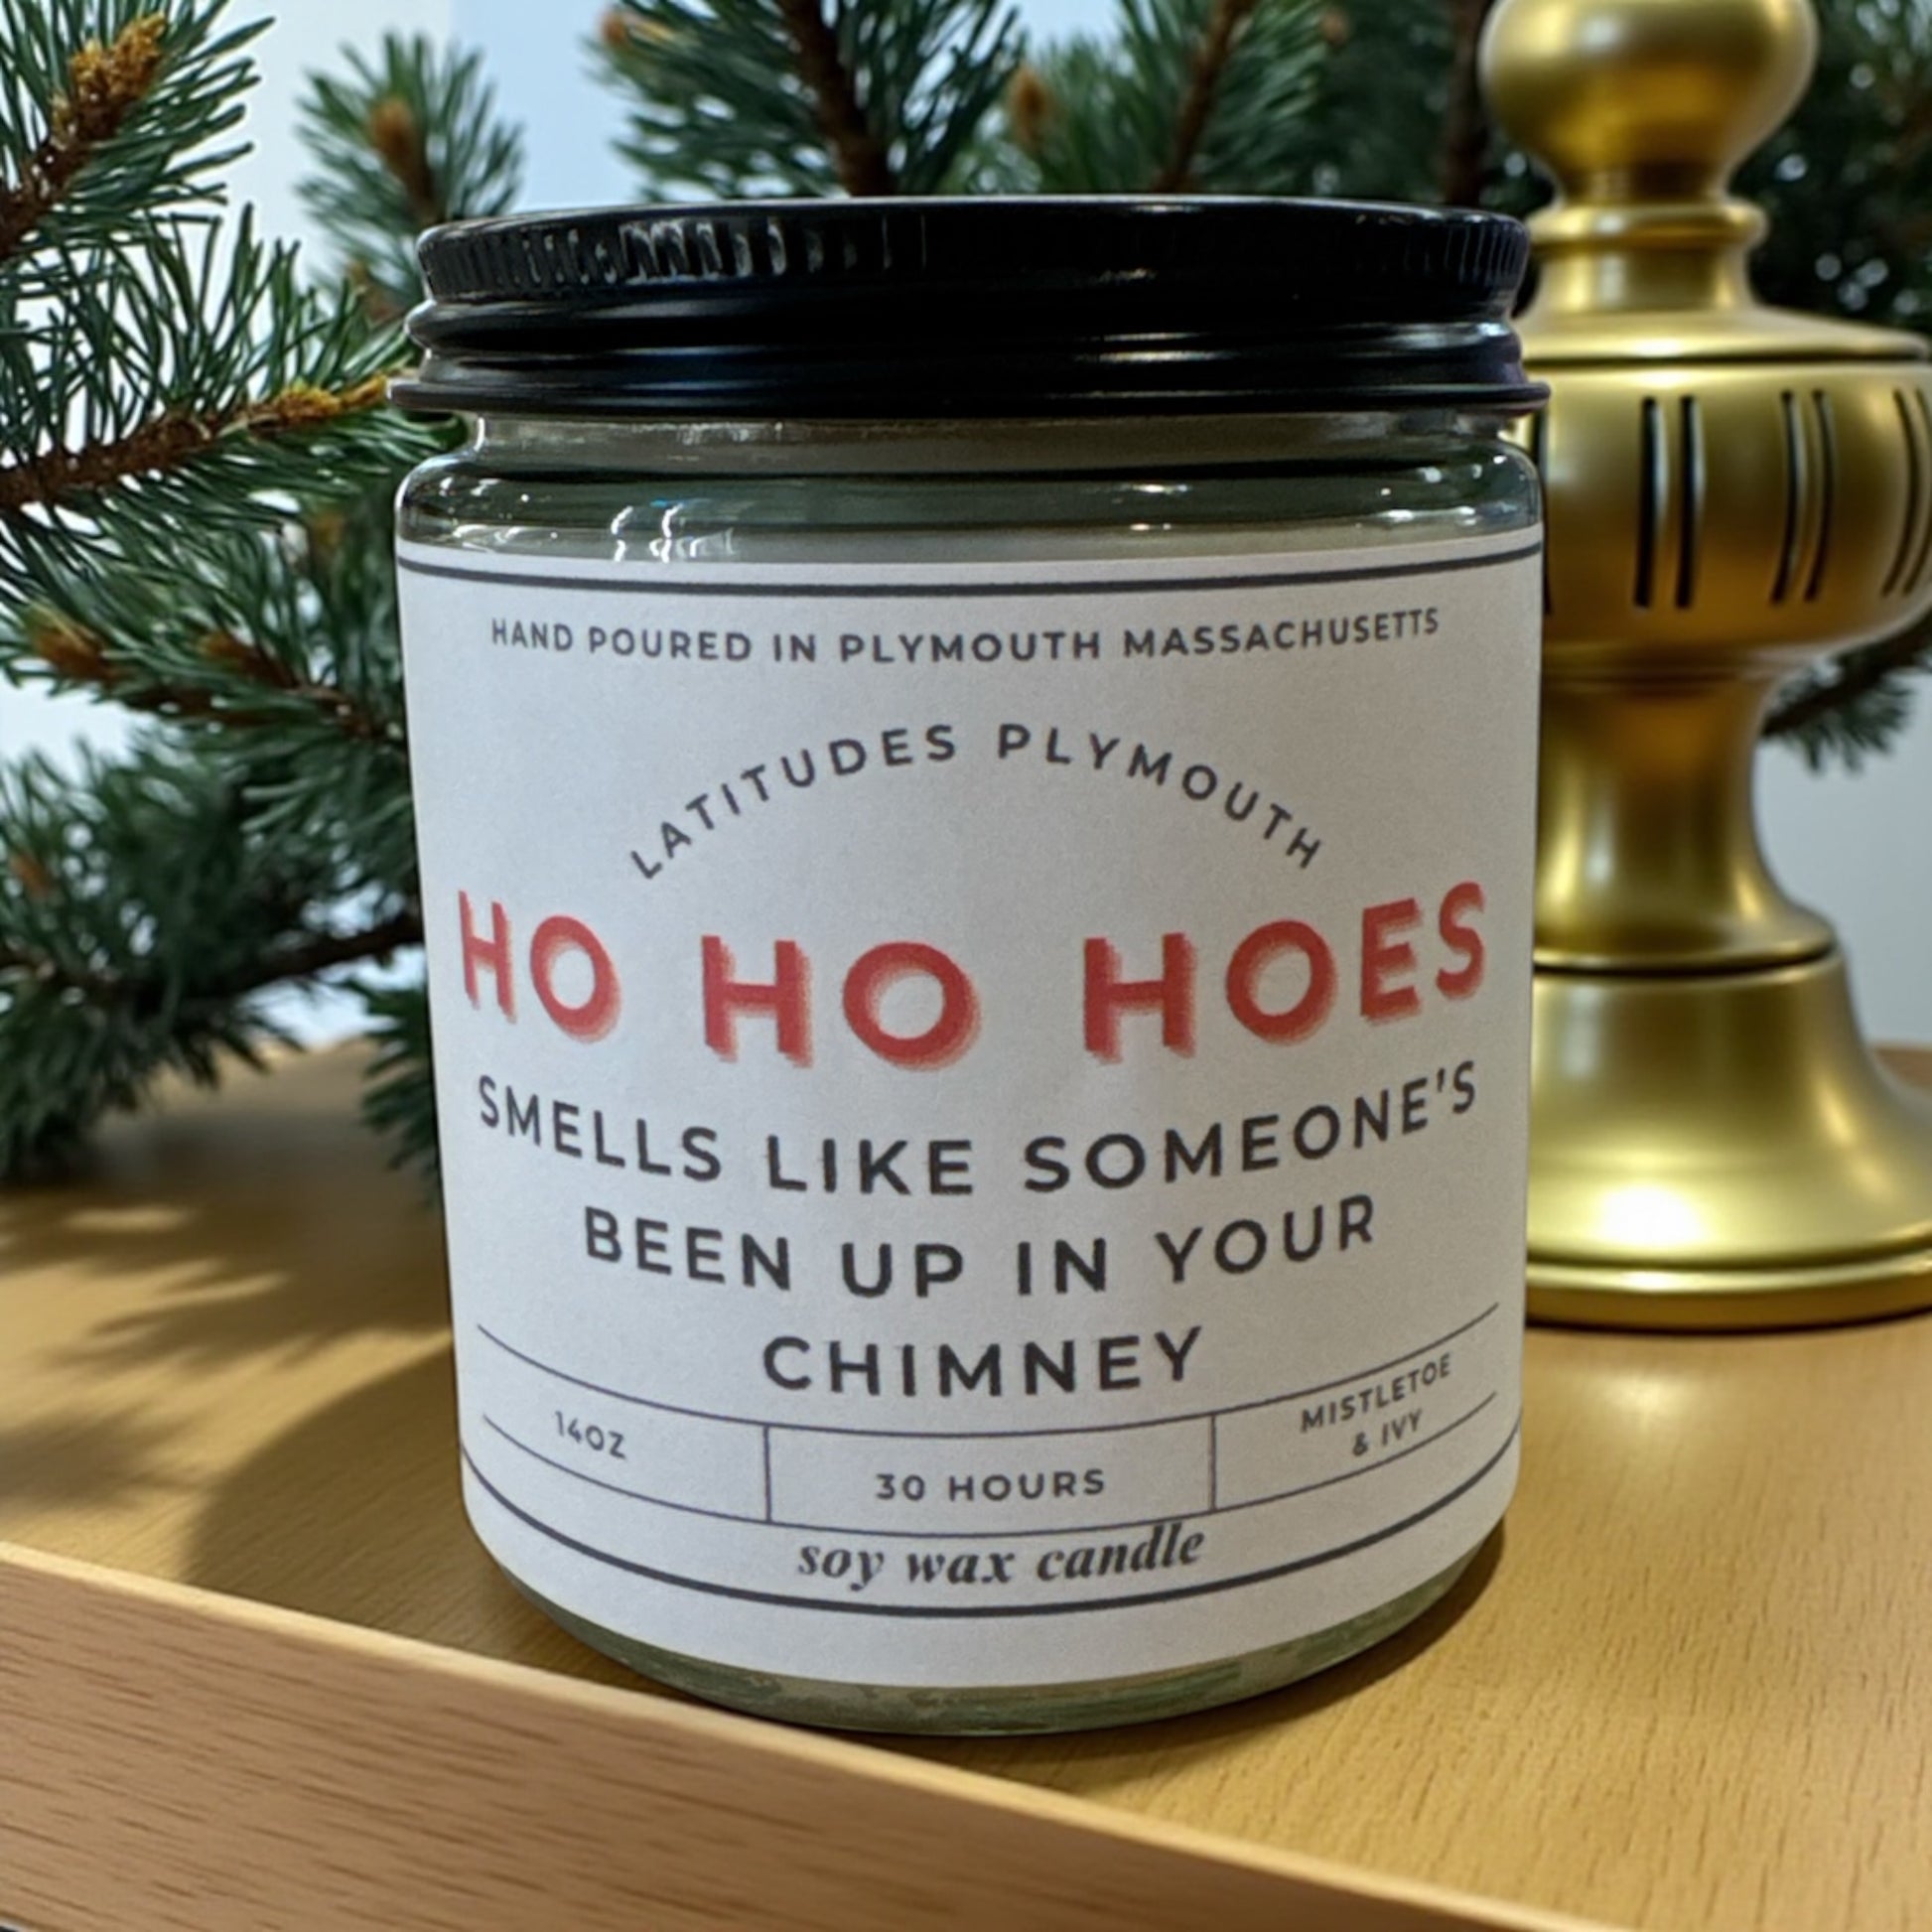 HAND POURED IN PLYMOUTH MASSACHUSETTS
LATITUDES PLYMOUTH
HO HO HOES
SMELLS LIKE SOMEONE'S
BEEN UP IN YOUR
CHIMNEY
14OZ
30 HOURS
MISTLETOE
& IVY
soy wax candle